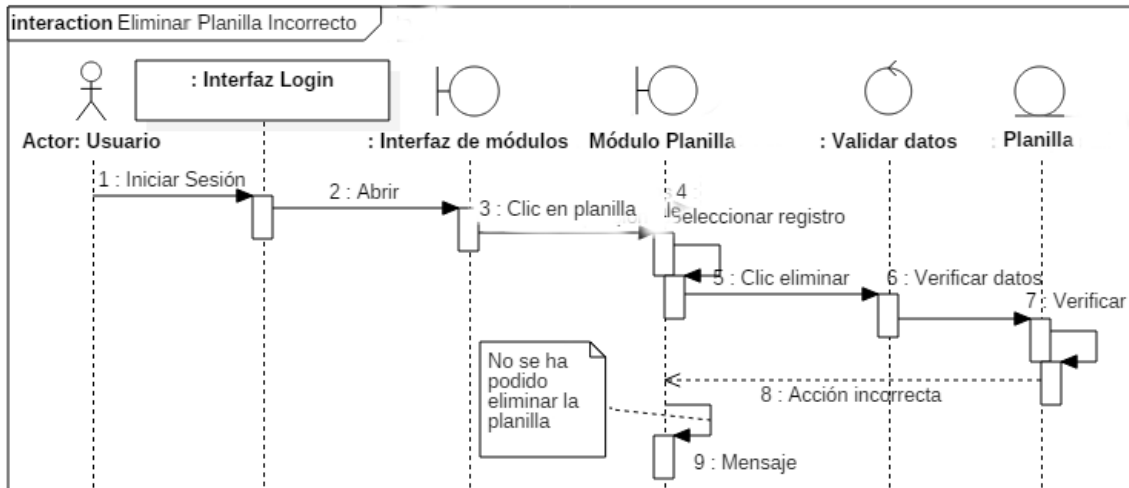 interaction Eliminar Planilla Incorrecto
: Interfaz Login
Actor: Usuario
: Interfaz de módulos
Módulo Planilla
: Validar datos
: Planilla
1 : Iniciar Sesión
2 : Abrir
3 : Clic en planilla
4 :
Seleccionar registro
5 : Clic eliminar
6 : Verificar datos
7 : Verificar
No se ha
podido
eliminar la
planilla
8 : Acción incorrecta
9 : Mensaje